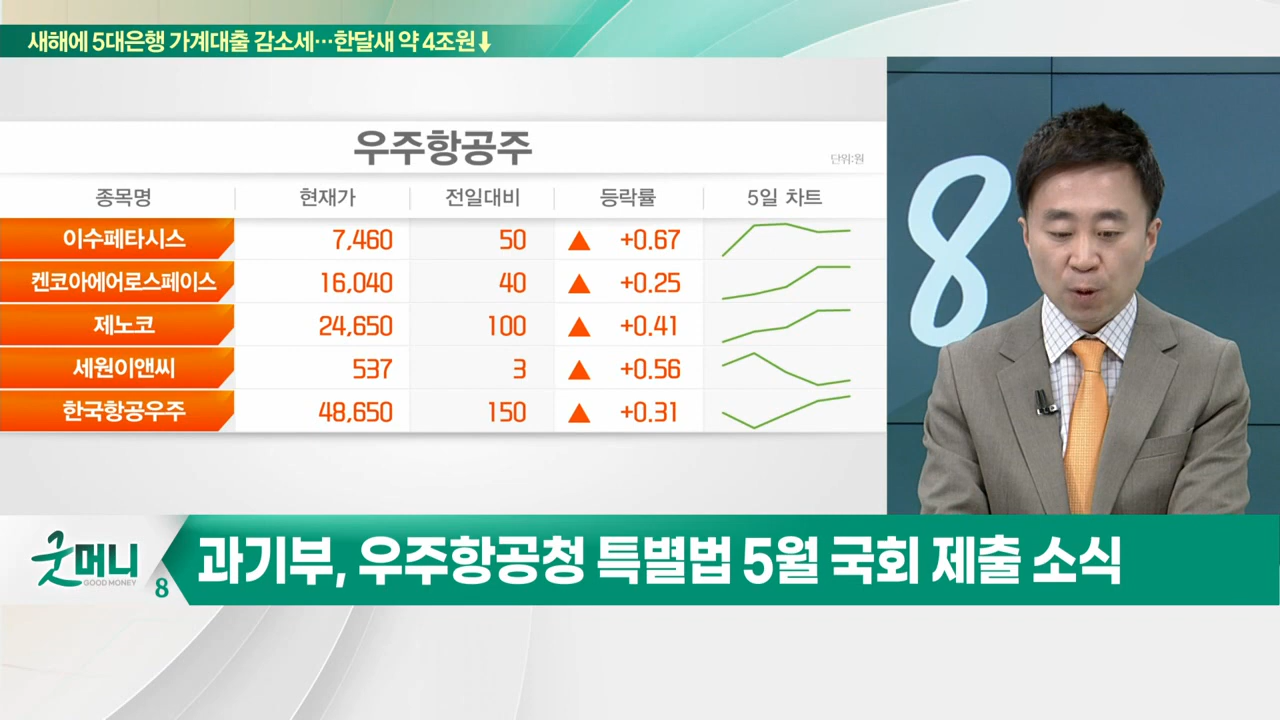 새해에 5대은행 가계대출 감소세…한달새 약 4조원↓
우주항공주
단위:원
종목명 현재가 전일대비 등락률 5일 차트
이수페타시스 7,460 50 ▲ +0.67
켄코아에어로스페이스 16,040 40 ▲ +0.25
제노코 24,650 100 ▲ +0.41
세원이앤씨 537 3 ▲ +0.56
한국항공우주 48,650 150 ▲ +0.31
8
굿머니
GOOD MONEY
8
과기부, 우주항공청 특별법 5월 국회 제출 소식